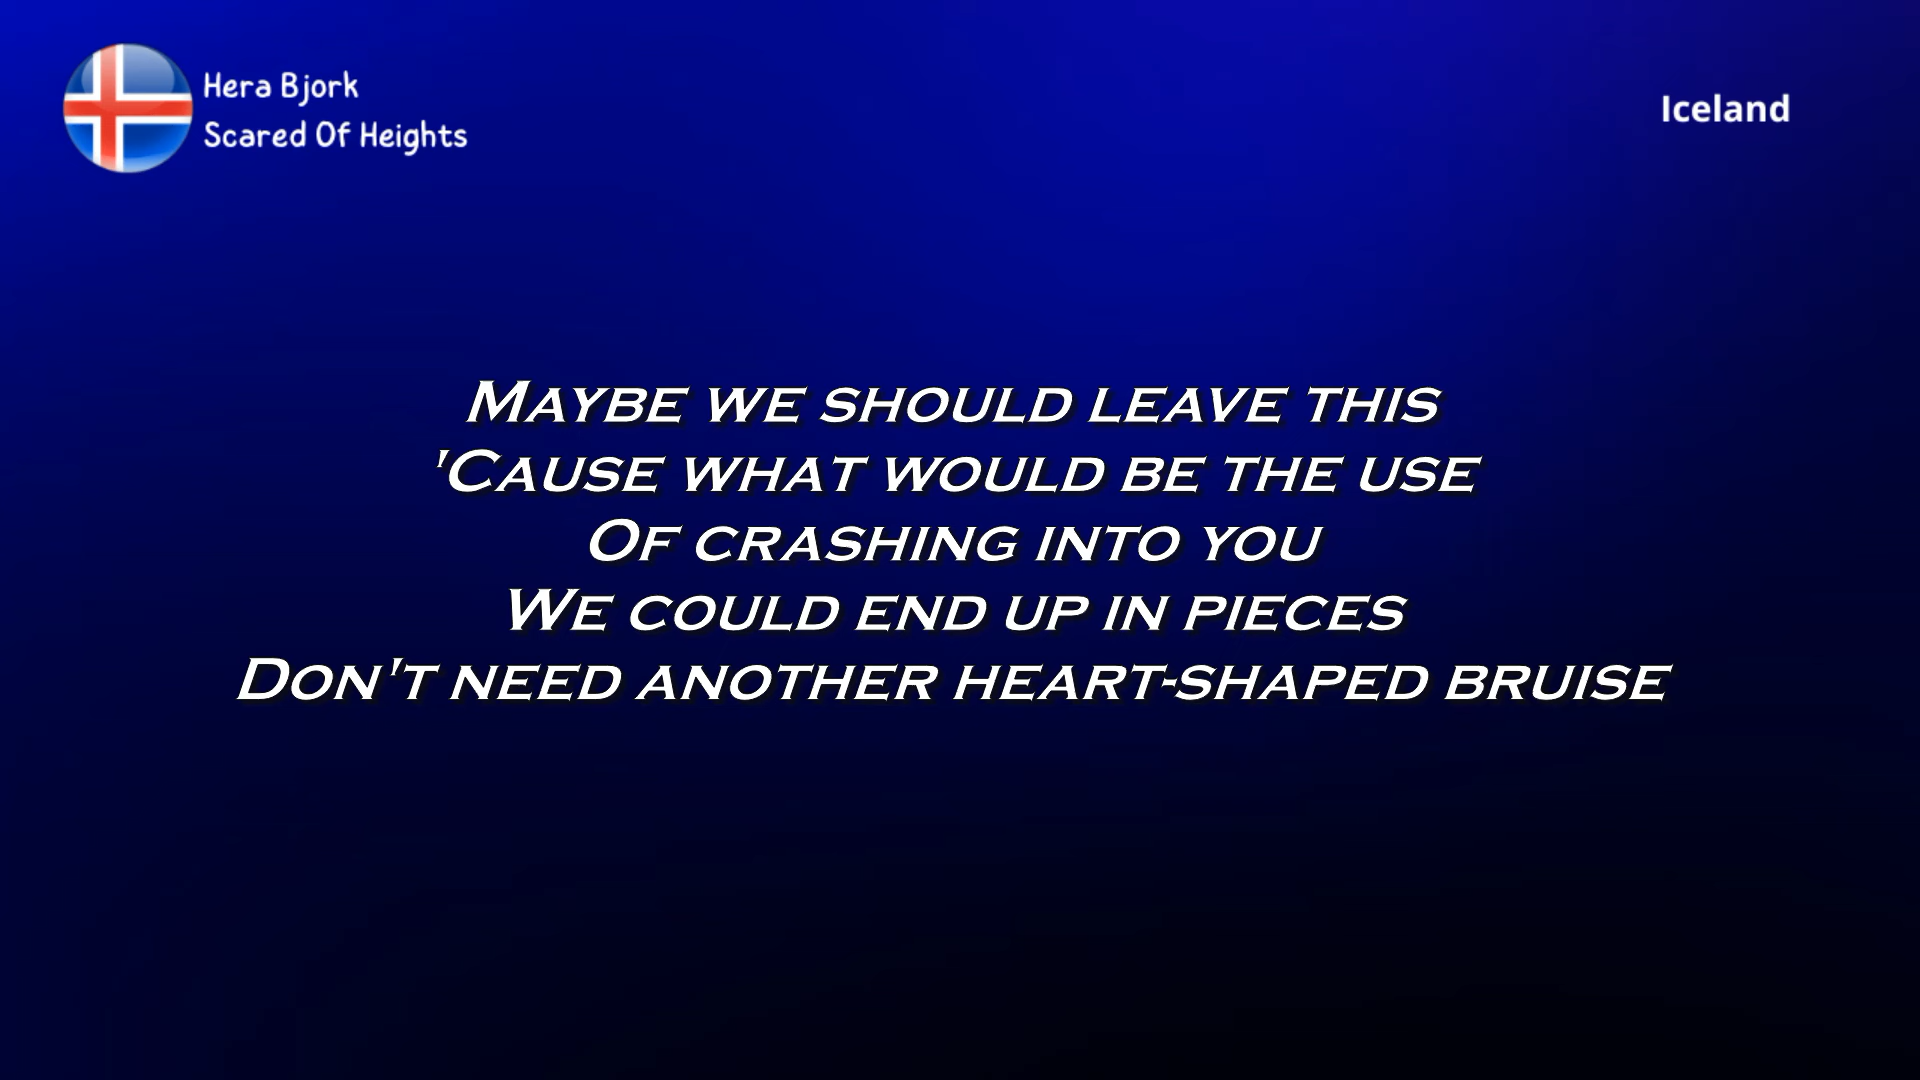 Hera Bjork
Scared Of Heights
Iceland
Maybe we should leave this
'Cause what would be the use
Of crashing into you
We could end up in pieces
Don't need another heart-shaped bruise